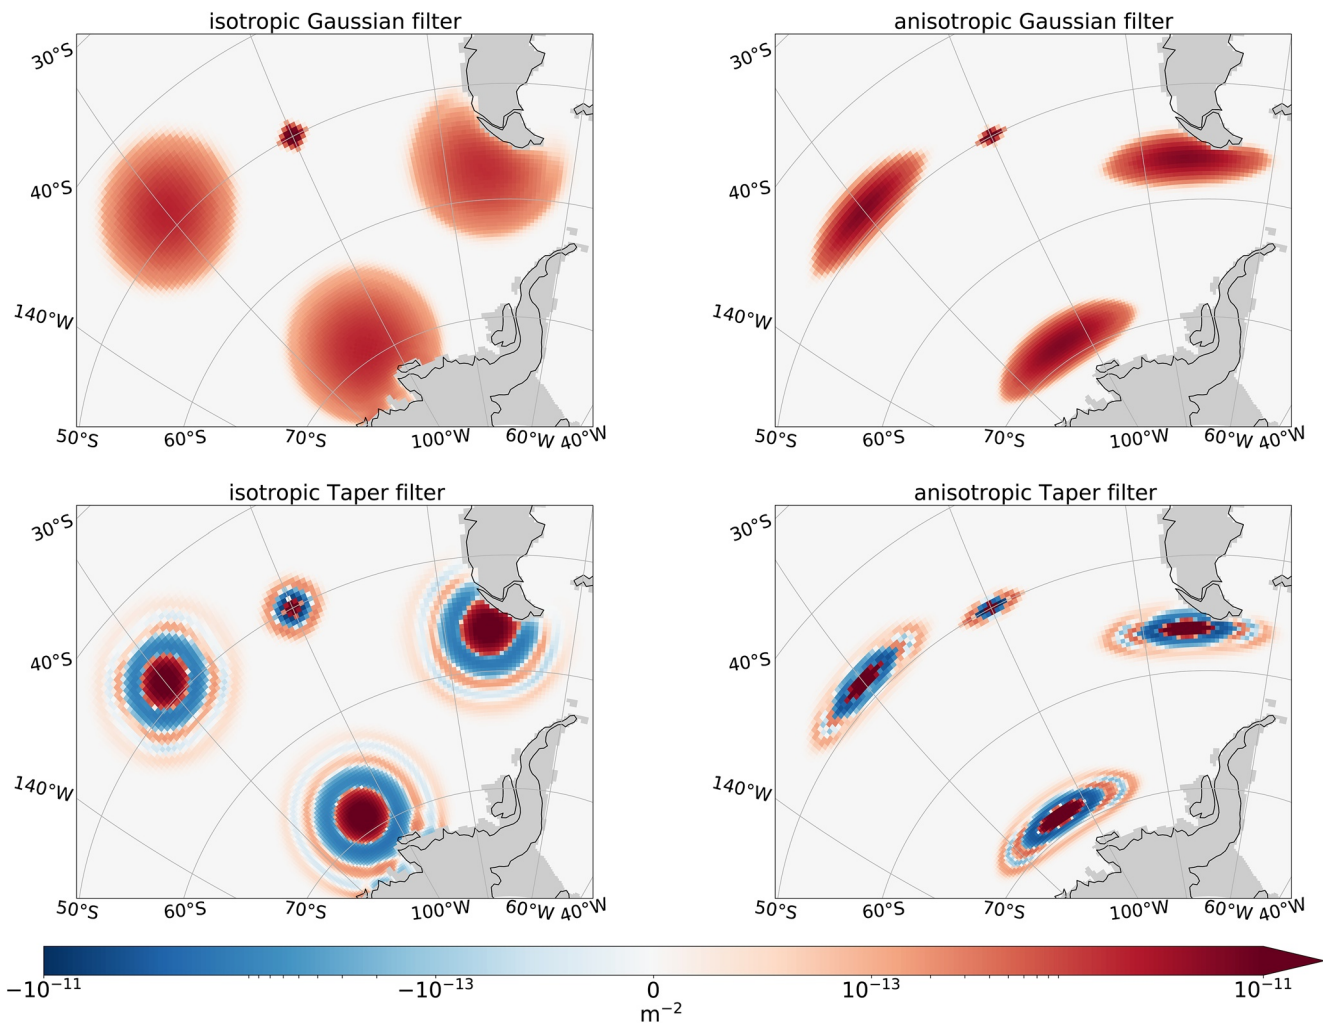 isotropic Gaussian filter
anisotropic Gaussian filter
30°S
40°S
140°W
50°S 60°S 70°S 100°W 60°W 40°W
30°S
40°S
140°W
50°S 60°S 70°S 100°W 60°W 40°W
isotropic Taper filter
anisotropic Taper filter
30°S
40°S
140°W
50°S 60°S 70°S 100°W 60°W 40°W
30°S
40°S
140°W
50°S 60°S 70°S 100°W 60°W 40°W
−10⁻¹¹ −10⁻¹³ 0 10⁻¹³ 10⁻¹¹
m⁻²